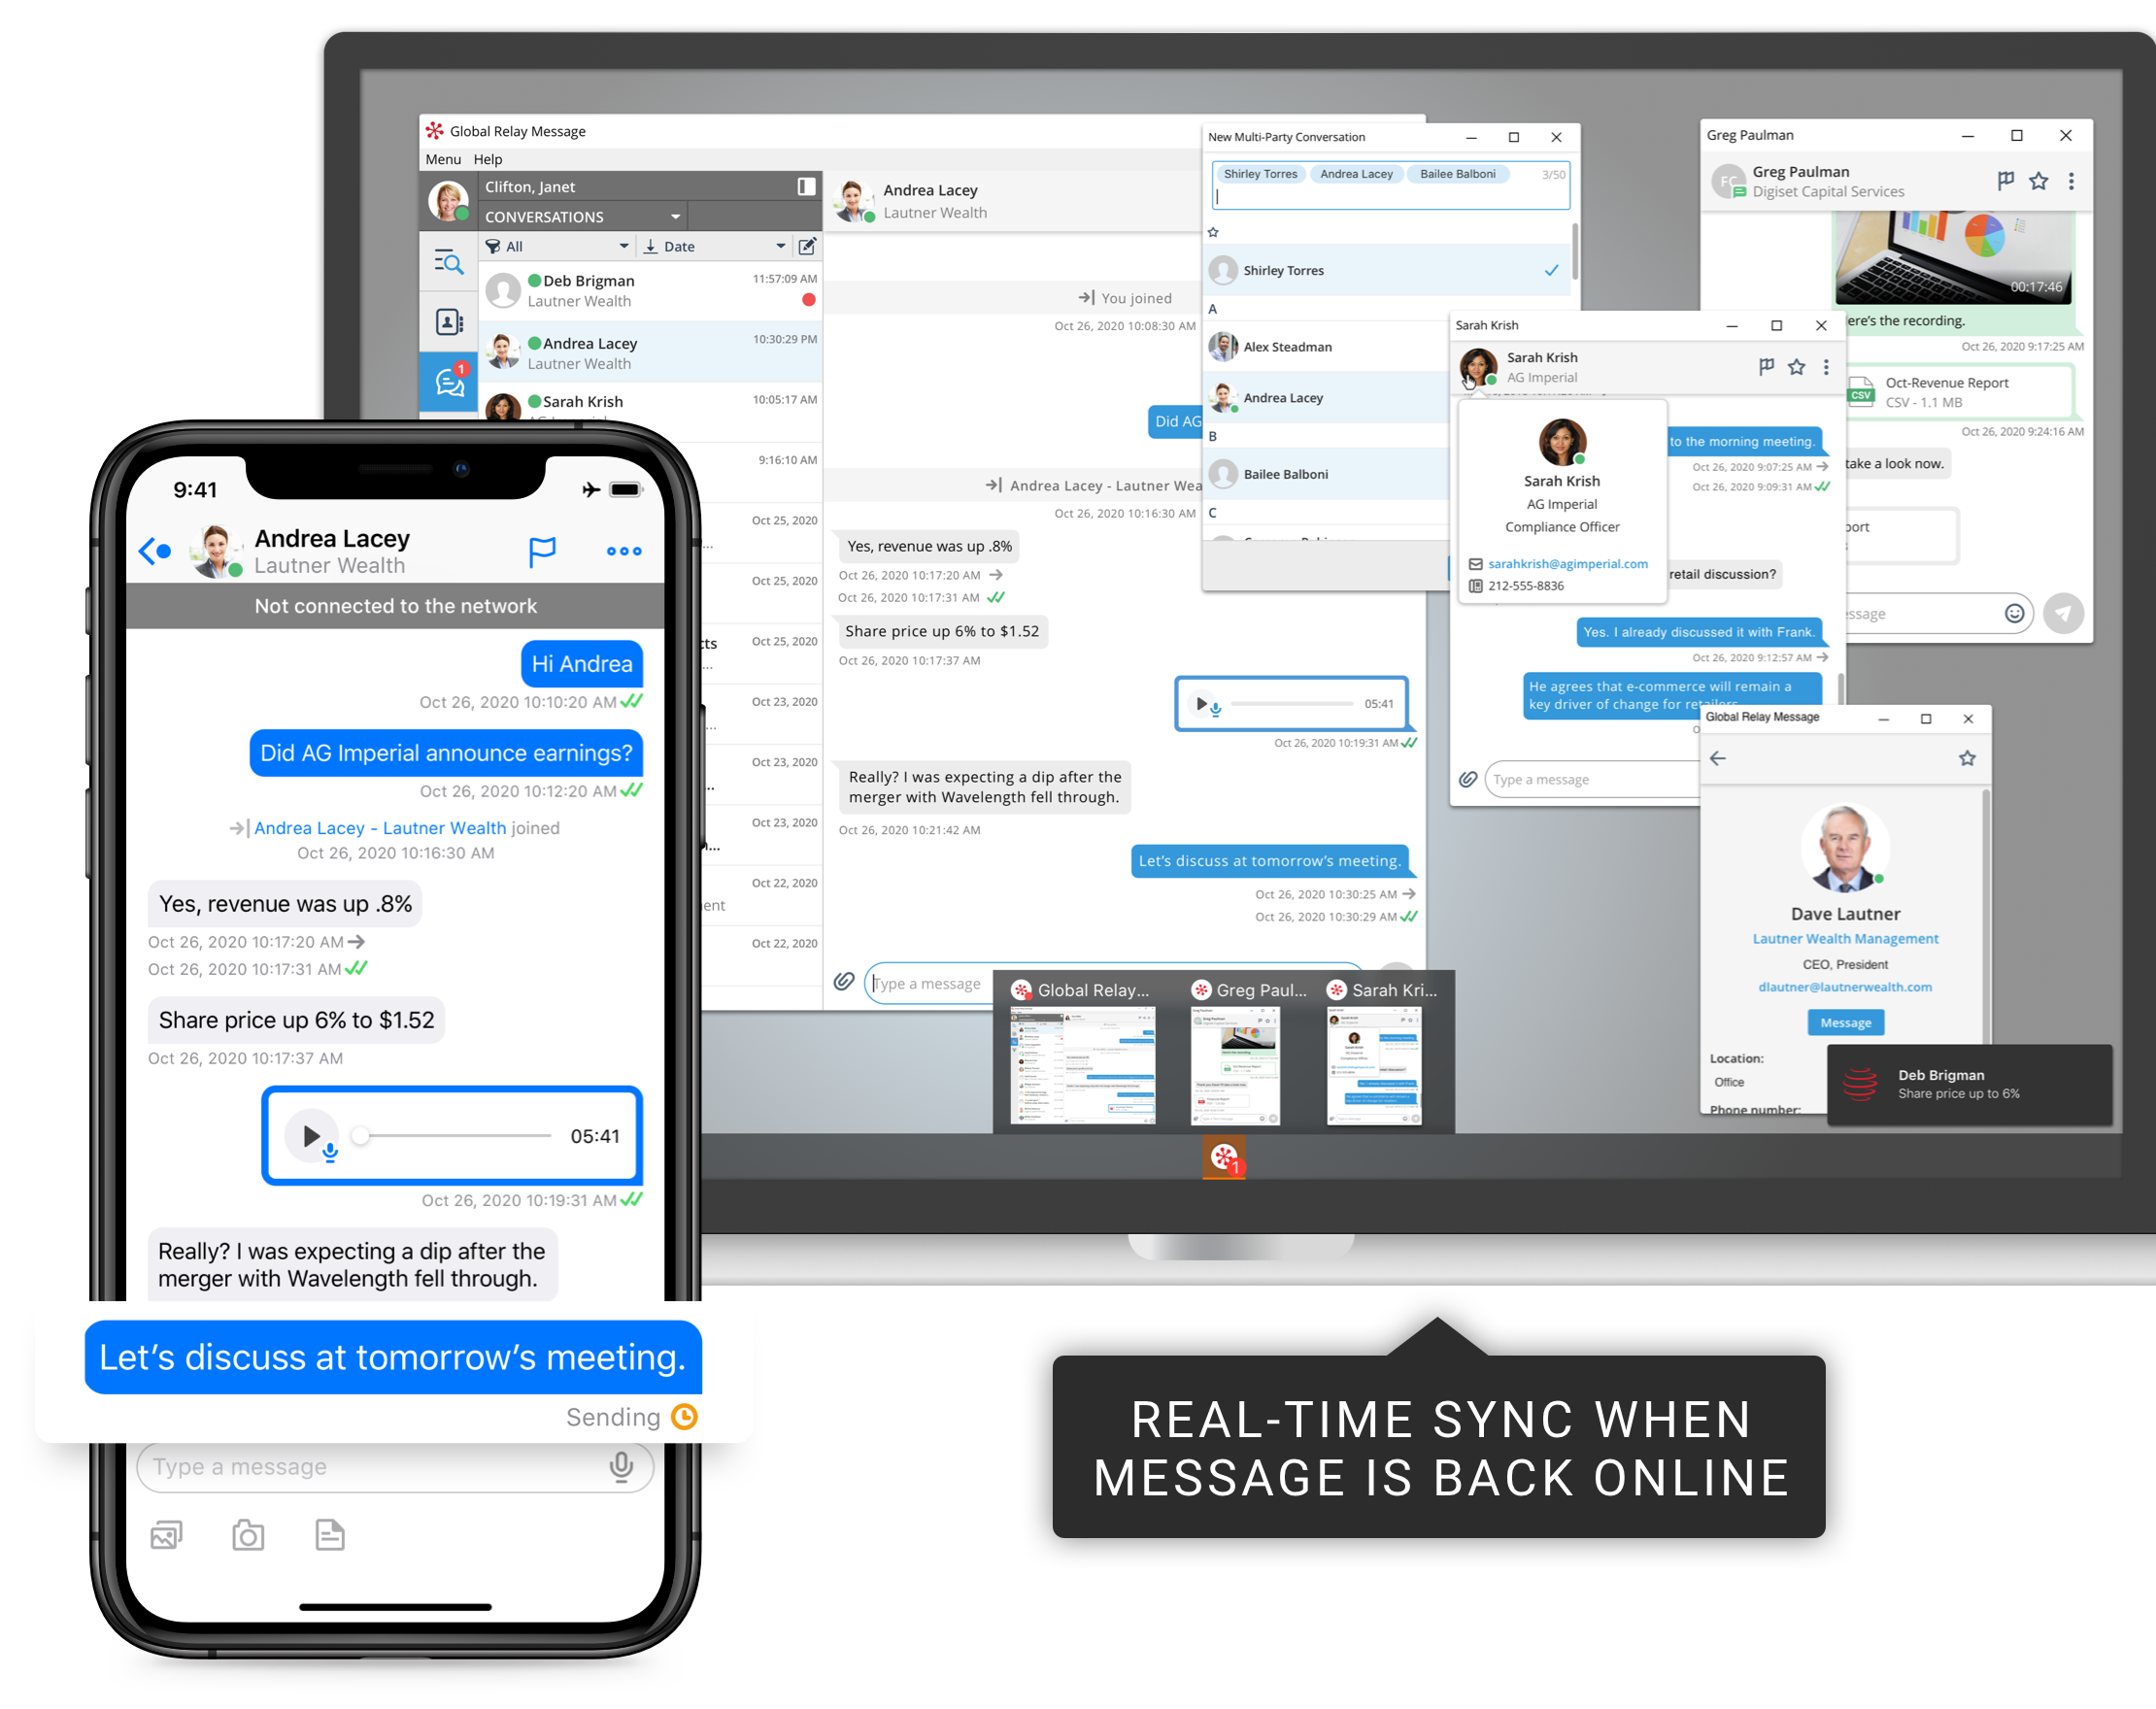 Global Relay Message
Menu Help
Clifton, Janet
CONVERSATIONS
All
Date
Deb Brigman
11:57:09 AM
Lautner Wealth
Andrea Lacey
10:30:29 PM
Lautner Wealth
1
Sarah Krish
10:05:17 AM
9:16:10 AM
Oct 25, 2020
...
Oct 25, 2020
cts
Oct 25, 2020
...
Oct 23, 2020
...
Oct 23, 2020
...
Oct 23, 2020
...
Oct 22, 2020
ent
Oct 22, 2020
Andrea Lacey
Lautner Wealth
You joined
Oct 26, 2020 10:08:30 AM
Did AG
Andrea Lacey - Lautner Wea
Oct 26, 2020 10:16:30 AM
Yes, revenue was up .8%
Oct 26, 2020 10:17:20 AM
Oct 26, 2020 10:17:31 AM
Share price up 6% to $1.52
Oct 26, 2020 10:17:37 AM
05:41
Oct 26, 2020 10:19:31 AM
Really? I was expecting a dip after the
merger with Wavelength fell through.
Oct 26, 2020 10:21:42 AM
Let's discuss at tomorrow's meeting.
Oct 26, 2020 10:30:25 AM
Oct 26, 2020 10:30:29 AM
Type a message
New Multi-Party Conversation
Shirley Torres Andrea Lacey Bailee Balboni
3/50
Shirley Torres
A
Alex Steadman
Andrea Lacey
B
Bailee Balboni
C
Greg Paulman
FC
Greg Paulman
Digiset Capital Services
00:17:46
ere's the recording.
Oct 26, 2020 9:17:25 AM
Oct-Revenue Report
CSV
CSV - 1.1 MB
Oct 26, 2020 9:24:16 AM
take a look now.
port
ssage
Sarah Krish
Sarah Krish
AG Imperial
Sarah Krish
AG Imperial
Compliance Officer
sarahkrish@agimperial.com
212-555-8836
to the morning meeting.
Oct 26, 2020 9:07:25 AM
Oct 26, 2020 9:09:31 AM
retail discussion?
Yes. I already discussed it with Frank.
Oct 26, 2020 9:12:57 AM
He agrees that e-commerce will remain a
key driver of change for retailers
Type a message
Global Relay Message
Dave Lautner
Lautner Wealth Management
CEO, President
dlautner@lautnerwealth.com
Message
Location:
Office
Phone number:
Deb Brigman
Share price up to 6%
Global Relay...
Greg Paul...
Sarah Kri...
1
9:41
Andrea Lacey
Lautner Wealth
Not connected to the network
Hi Andrea
Oct 26, 2020 10:10:20 AM
Did AG Imperial announce earnings?
Oct 26, 2020 10:12:20 AM
Andrea Lacey - Lautner Wealth joined
Oct 26, 2020 10:16:30 AM
Yes, revenue was up .8%
Oct 26, 2020 10:17:20 AM
Oct 26, 2020 10:17:31 AM
Share price up 6% to $1.52
Oct 26, 2020 10:17:37 AM
05:41
Oct 26, 2020 10:19:31 AM
Really? I was expecting a dip after the
merger with Wavelength fell through.
Let's discuss at tomorrow's meeting.
Sending
Type a message
REAL-TIME SYNC WHEN
MESSAGE IS BACK ONLINE